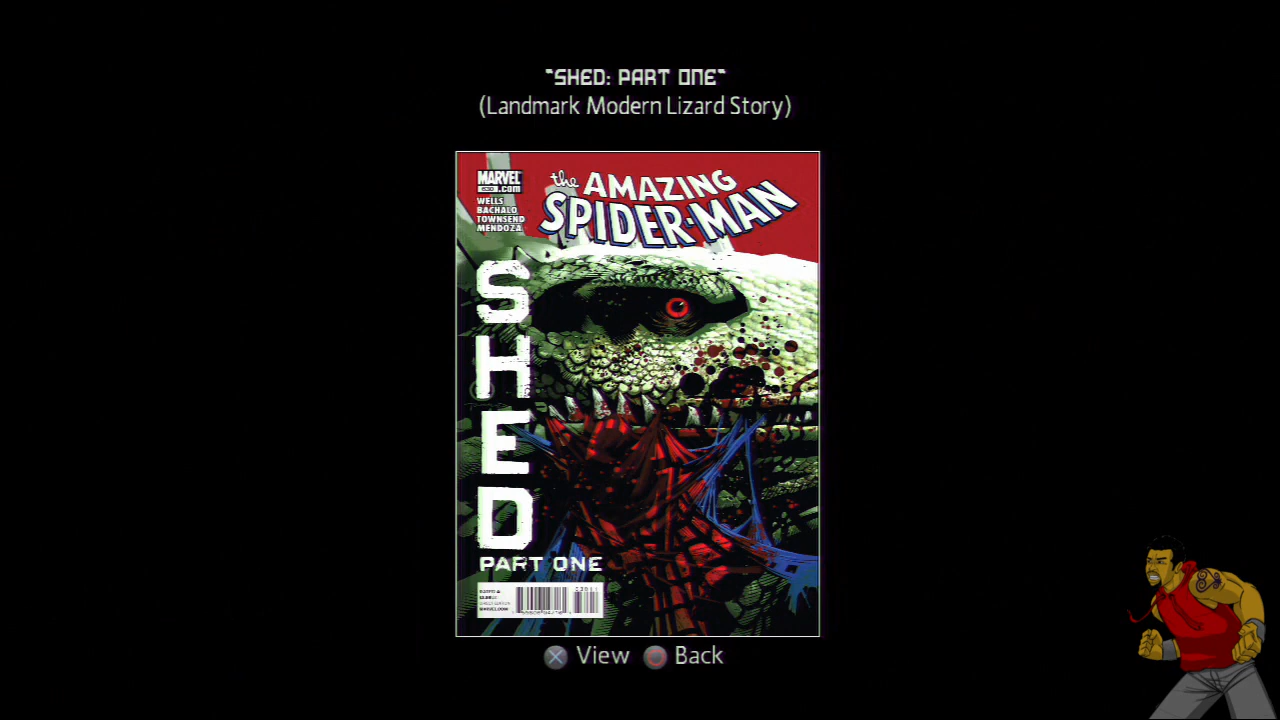 "SHED: PART ONE"
(Landmark Modern Lizard Story)
MARVEL
630 .com
WELLS
BACHALO
TOWNSEND
MENDOZA
the AMAZING
SPIDER-MAN
SHED
PART ONE
View Back